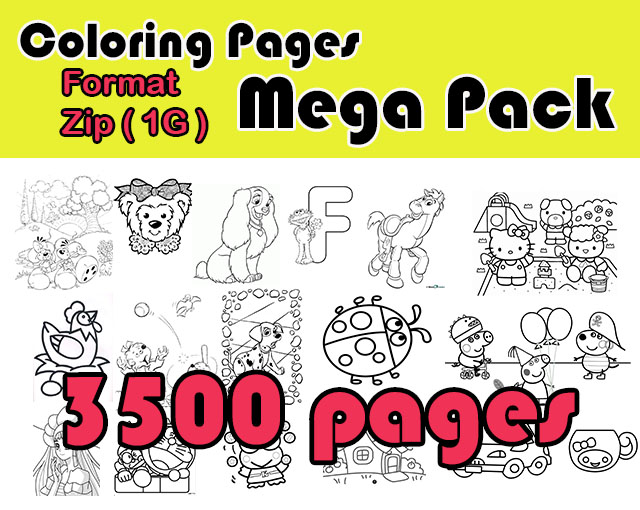 Coloring Pages
Format
Zip ( 1G )
Mega Pack
F
3500 pages